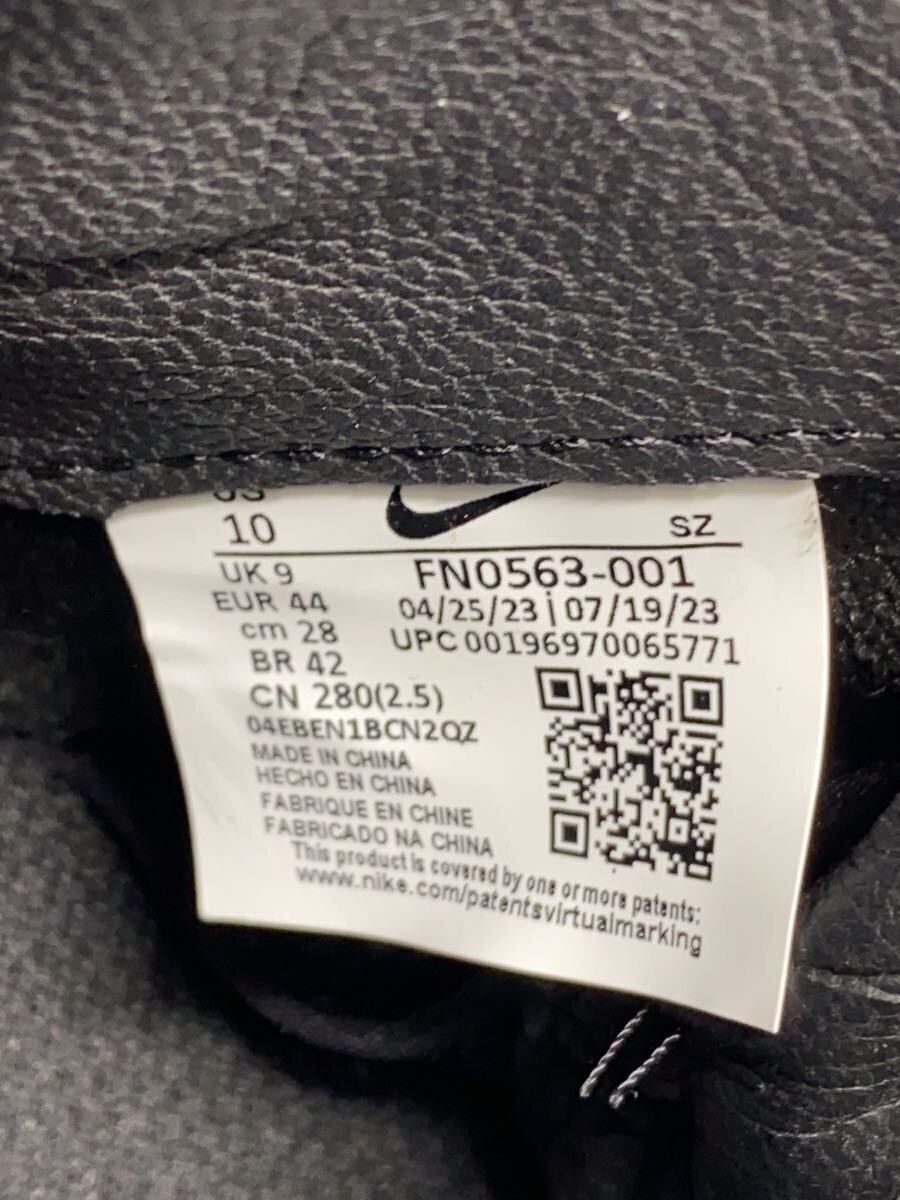 US
10
SZ
UK 9
FN0563-001
EUR 44
04/25/23 | 07/19/23
cm 28
UPC 00196970065771
BR 42
CN 280(2.5)
04EBEN1BCN2QZ
MADE IN CHINA
HECHO EN CHINA
FABRIQUE EN CHINE
FABRICADO NA CHINA
This product is covered by one or more patents:
www.nike.com/patentsvirtualmarking